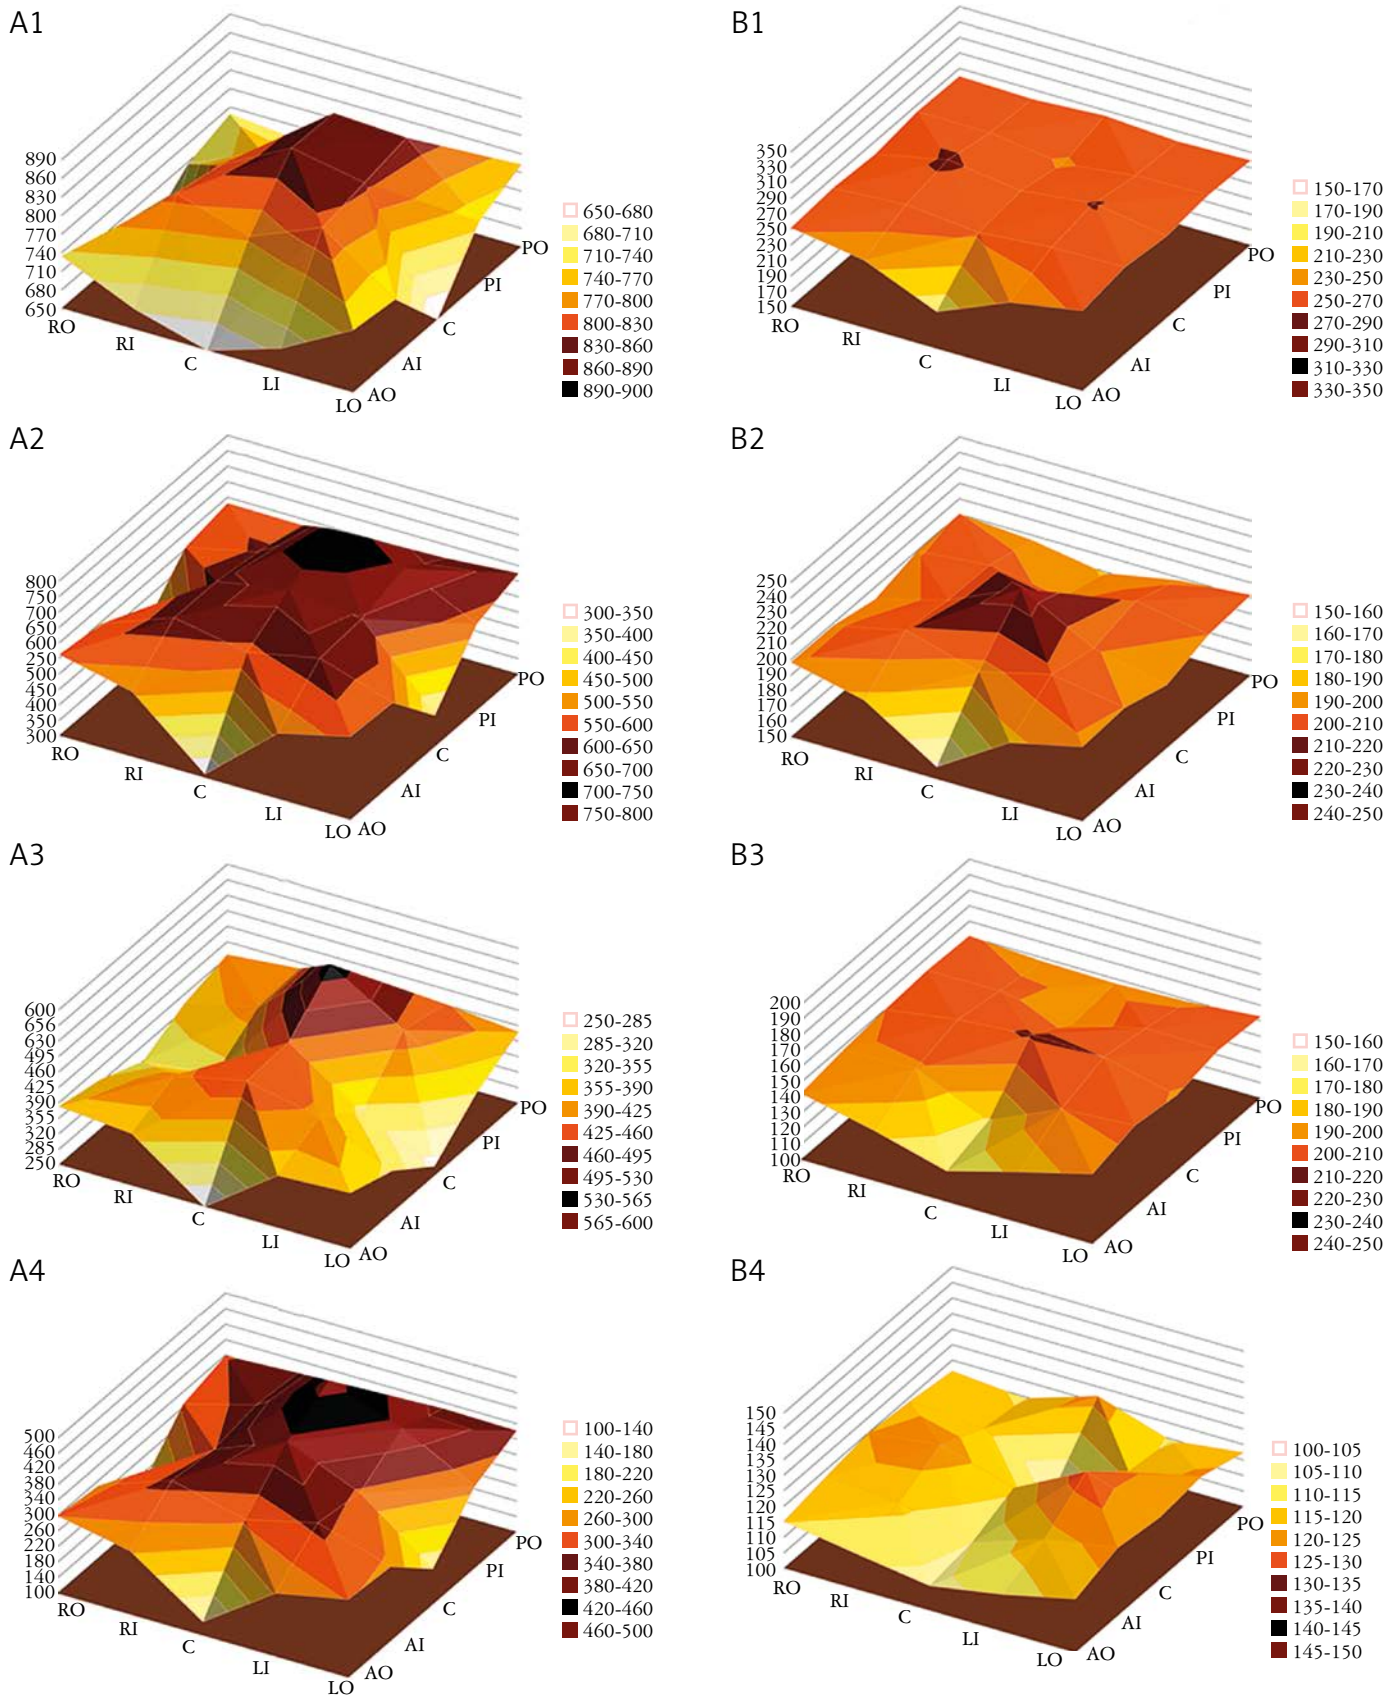 A1
890
860
830
800
770
740
710
680
650
RO
RI
C
LI
LO
AO
AI
C
PI
PO
650-680
680-710
710-740
740-770
770-800
800-830
830-860
860-890
890-900
B1
350
330
310
290
270
250
230
210
190
170
150
RO
RI
C
LI
LO
AO
AI
C
PI
PO
150-170
170-190
190-210
210-230
230-250
250-270
270-290
290-310
310-330
330-350
A2
800
750
700
650
600
250
500
450
400
350
300
RO
RI
C
LI
LO
AO
AI
C
PI
PO
300-350
350-400
400-450
450-500
500-550
550-600
600-650
650-700
700-750
750-800
B2
250
240
230
220
210
200
190
180
170
160
150
RO
RI
C
LI
LO
AO
AI
C
PI
PO
150-160
160-170
170-180
180-190
190-200
200-210
210-220
220-230
230-240
240-250
A3
600
656
630
495
460
425
390
355
320
285
250
RO
RI
C
LI
LO
AO
AI
C
PI
PO
250-285
285-320
320-355
355-390
390-425
425-460
460-495
495-530
530-565
565-600
B3
200
190
180
170
160
150
140
130
120
110
100
RO
RI
C
LI
LO
AO
AI
C
PI
PO
150-160
160-170
170-180
180-190
190-200
200-210
210-220
220-230
230-240
240-250
A4
500
460
420
380
340
300
260
220
180
140
100
RO
RI
C
LI
LO
AO
AI
C
PI
PO
100-140
140-180
180-220
220-260
260-300
300-340
340-380
380-420
420-460
460-500
B4
150
145
140
135
130
125
120
115
110
105
100
RO
RI
C
LI
LO
AO
AI
C
PI
PO
100-105
105-110
110-115
115-120
120-125
125-130
130-135
135-140
140-145
145-150